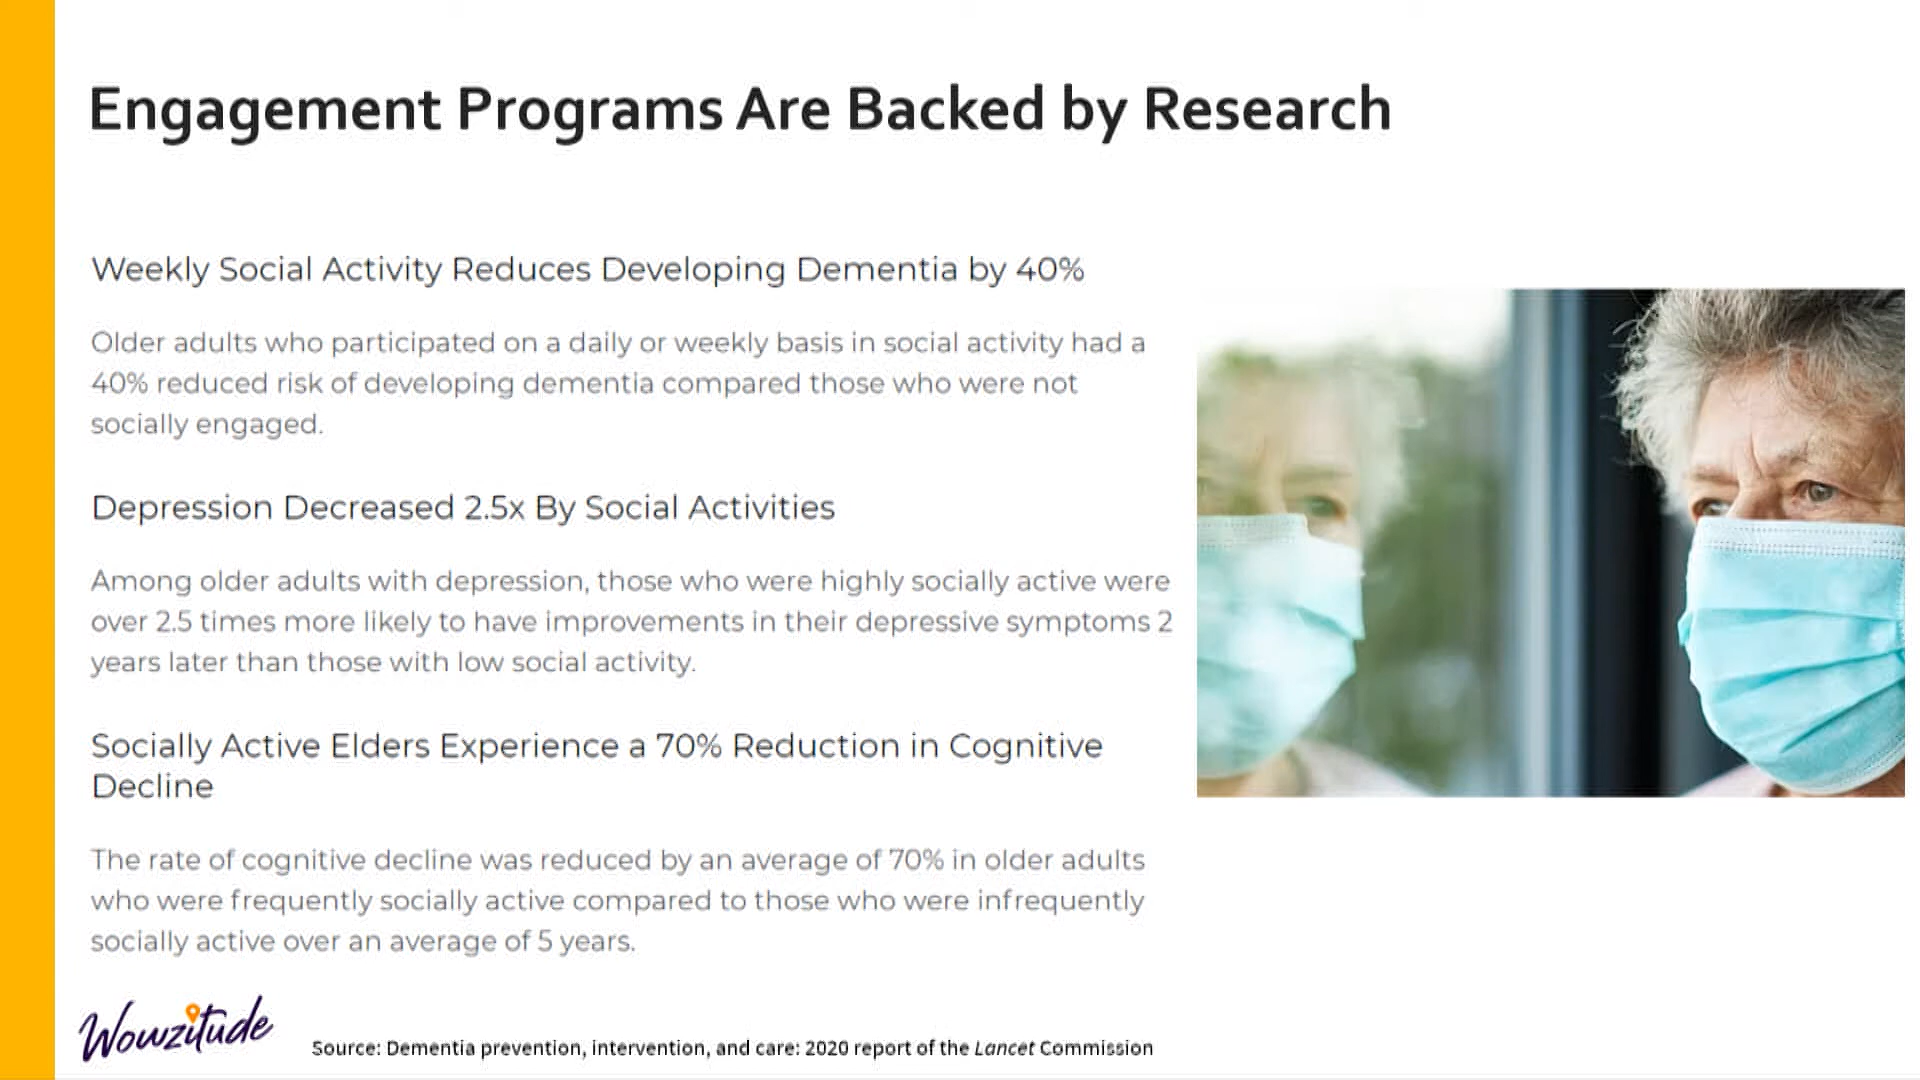 Engagement Programs Are Backed by Research
Weekly Social Activity Reduces Developing Dementia by 40%
Older adults who participated on a daily or weekly basis in social activity had a
40% reduced risk of developing dementia compared those who were not
socially engaged.
Depression Decreased 2.5x By Social Activities
Among older adults with depression, those who were highly socially active were
over 2.5 times more likely to have improvements in their depressive symptoms 2
years later than those with low social activity.
Socially Active Elders Experience a 70% Reduction in Cognitive
Decline
The rate of cognitive decline was reduced by an average of 70% in older adults
who were frequently socially active compared to those who were infrequently
socially active over an average of 5 years.
Wowzitude
Source: Dementia prevention, intervention, and care: 2020 report of the Lancet Commission